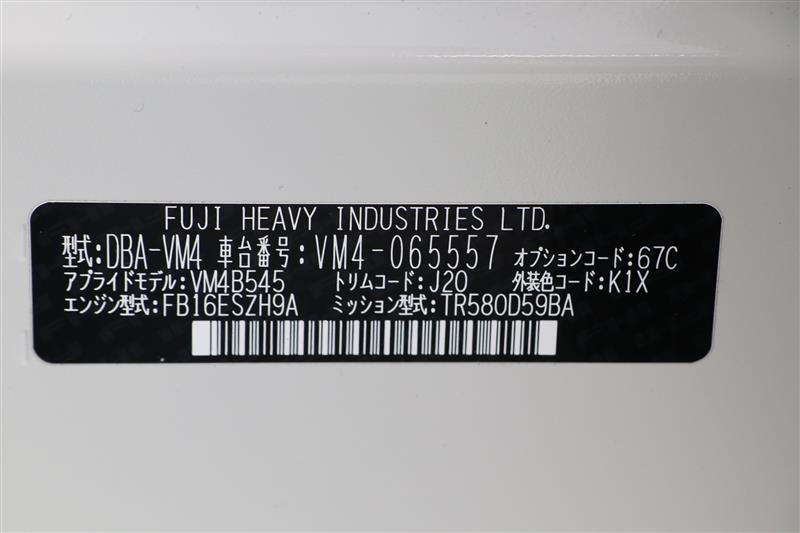 FUJI HEAVY INDUSTRIES LTD.
型式:DBA-VM4 車台番号:VM4-065557 オプションコード:67C
アプライドモデル:VM4B545 トリムコード:J20 外装色コード:K1X
エンジン型式:FB16ESZH9A ミッション型式:TR580D59BA